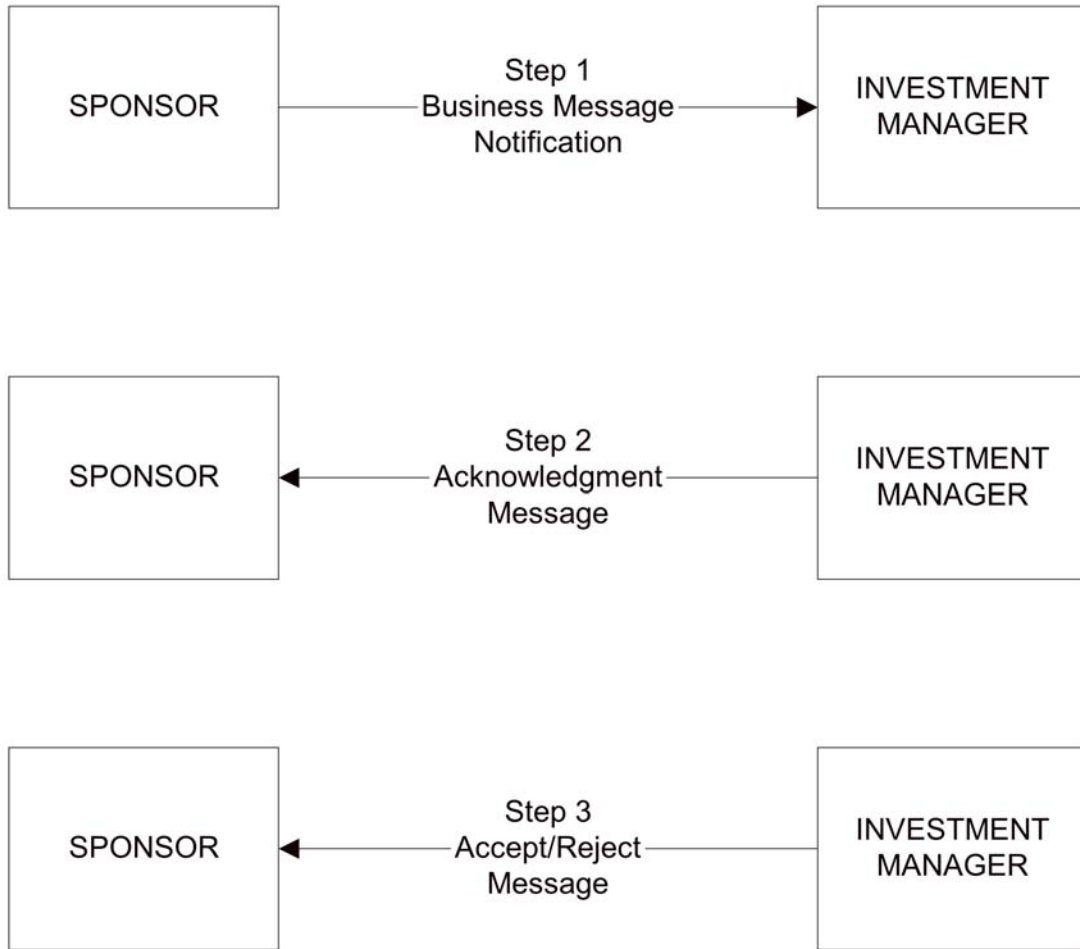 SPONSOR
Step 1
Business Message
Notification
INVESTMENT
MANAGER
SPONSOR
Step 2
Acknowledgment
Message
INVESTMENT
MANAGER
SPONSOR
Step 3
Accept/Reject
Message
INVESTMENT
MANAGER